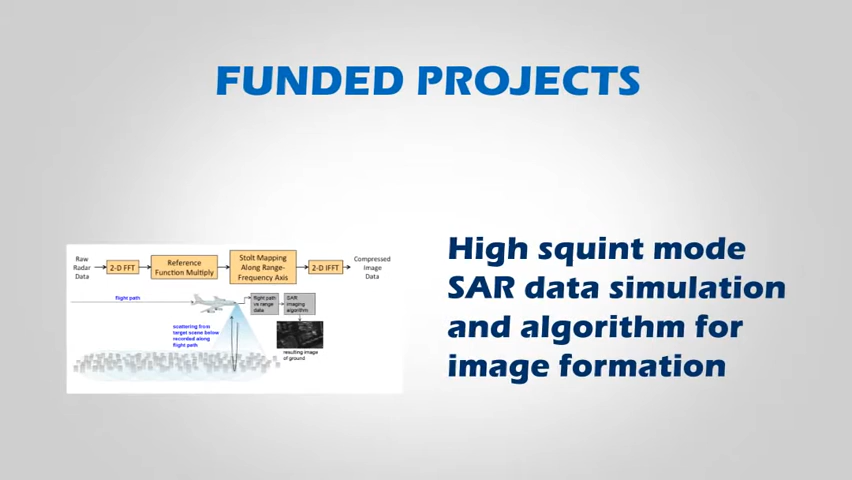 FUNDED PROJECTS
Raw
Radar
Data
2-D FFT
Reference
Function Multiply
Stolt Mapping
Along Range-
Frequency Axis
2-D IFFT
Compressed
Image
Data
flight path
flight path
vs range
data
SAR
imaging
algorithm
scattering from
target scene below
recorded along
flight path
resulting image
of ground
High squint mode
SAR data simulation
and algorithm for
image formation